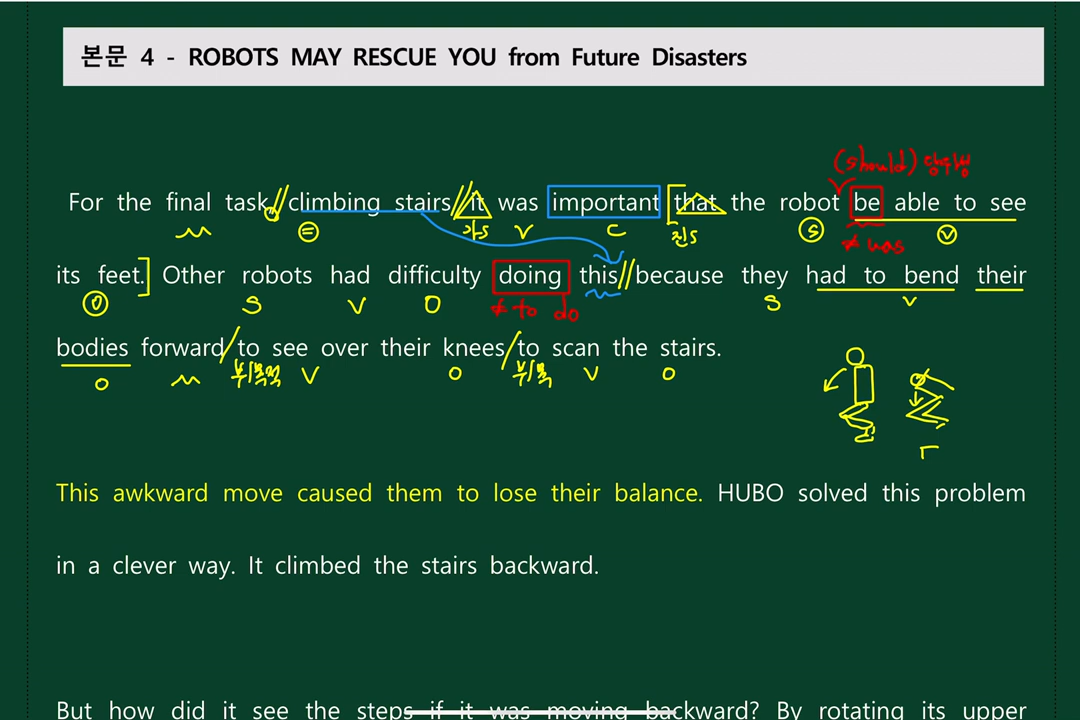 본문 4 - ROBOTS MAY RESCUE YOU from Future Disasters
(should) 당위성
For the final task, climbing stairs, it was important that the robot be able to see
= 가S V C 진S S V
≠ was
its feet. Other robots had difficulty doing this because they had to bend their
O S V O ≠ to do S V
bodies forward to see over their knees to scan the stairs.
O M 부/목적 V O 부/목 V O
This awkward move caused them to lose their balance. HUBO solved this problem
in a clever way. It climbed the stairs backward.
But how did it see the steps if it was moving backward? By rotating its upper